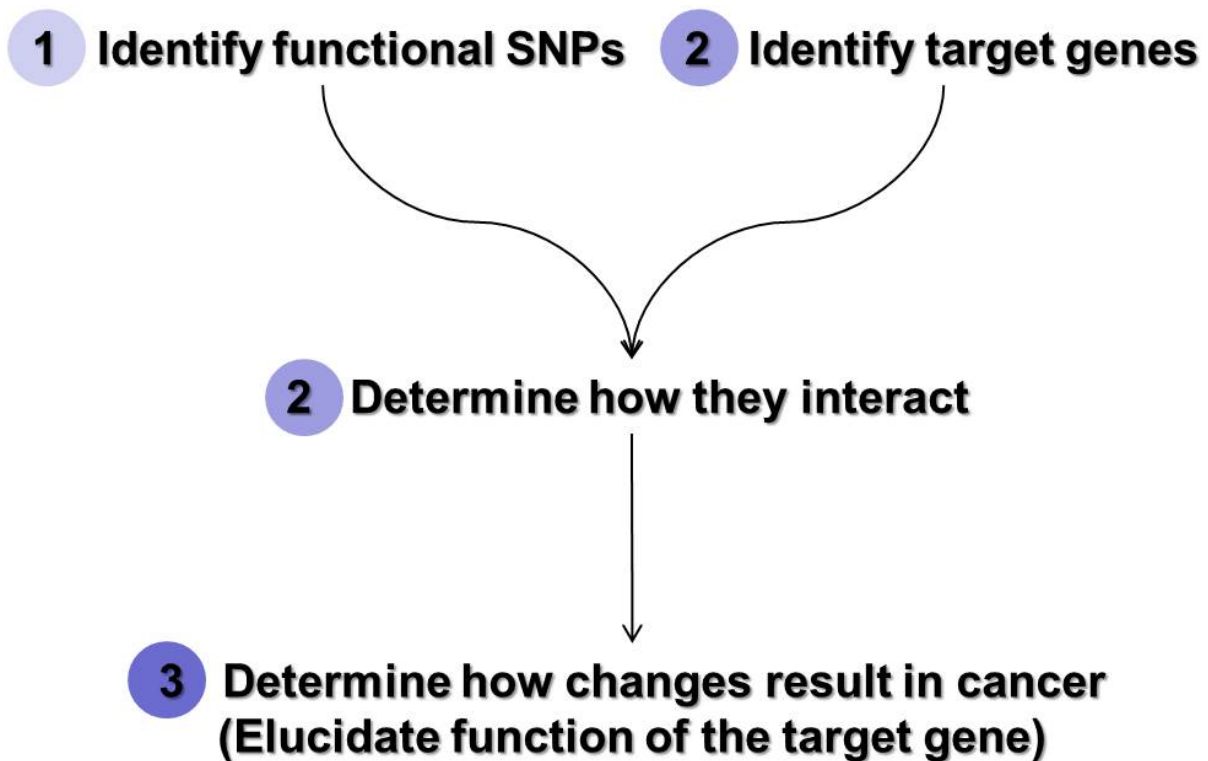 1 Identify functional SNPs
2 Identify target genes
2 Determine how they interact
3 Determine how changes result in cancer
(Elucidate function of the target gene)